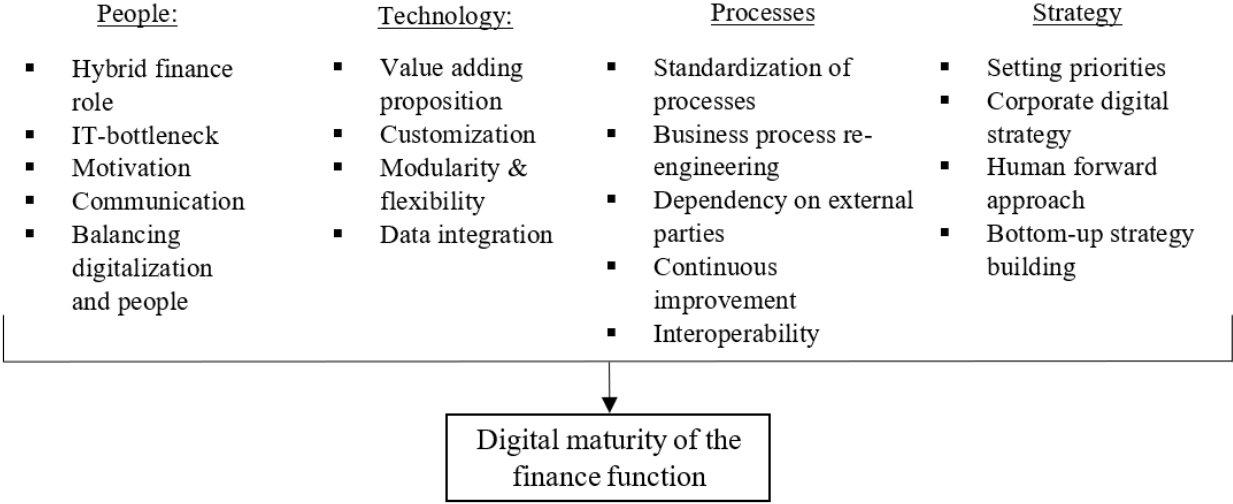 People:
▪ Hybrid finance
role
▪ IT-bottleneck
▪ Motivation
▪ Communication
▪ Balancing
digitalization
and people
Technology:
▪ Value adding
proposition
▪ Customization
▪ Modularity &
flexibility
▪ Data integration
Processes
▪ Standardization of
processes
▪ Business process re-
engineering
▪ Dependency on external
parties
▪ Continuous
improvement
▪ Interoperability
Strategy
▪ Setting priorities
▪ Corporate digital
strategy
▪ Human forward
approach
▪ Bottom-up strategy
building
Digital maturity of the
finance function